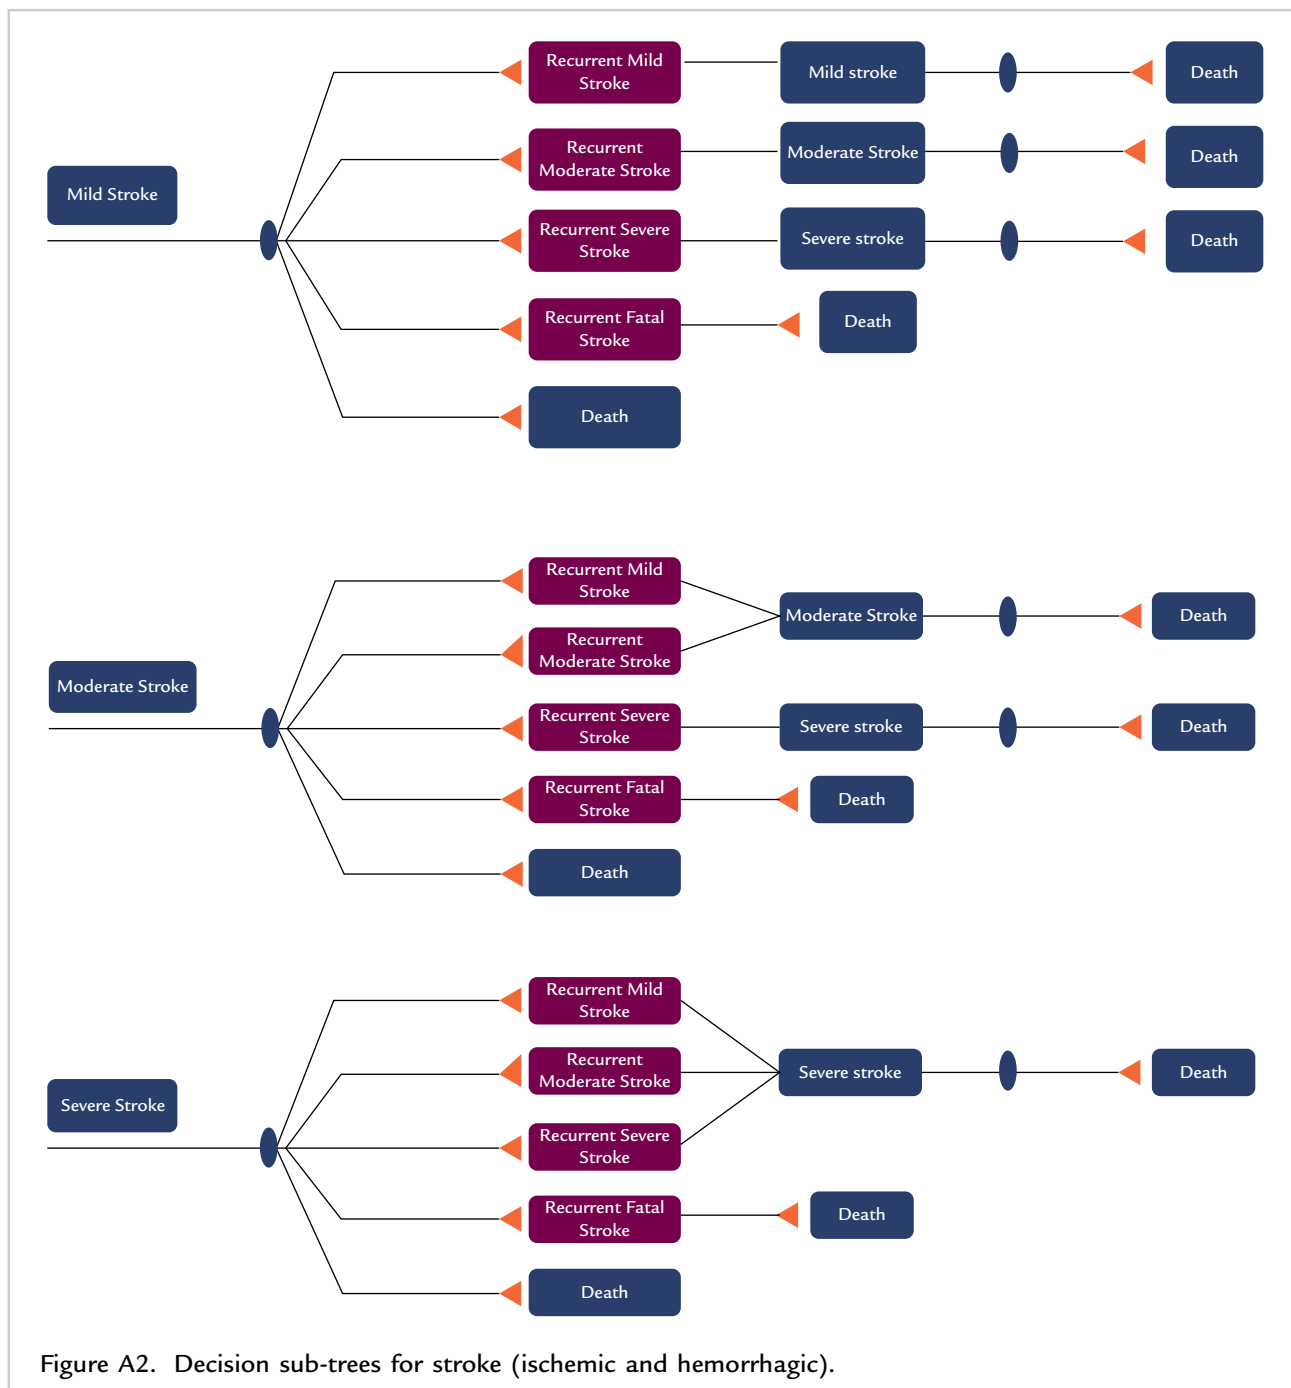 Mild Stroke
Recurrent Mild
Stroke
Mild stroke
Death
Recurrent
Moderate Stroke
Moderate Stroke
Death
Recurrent Severe
Stroke
Severe stroke
Death
Recurrent Fatal
Stroke
Death
Death
Moderate Stroke
Recurrent Mild
Stroke
Recurrent
Moderate Stroke
Moderate Stroke
Death
Recurrent Severe
Stroke
Severe stroke
Death
Recurrent Fatal
Stroke
Death
Death
Severe Stroke
Recurrent Mild
Stroke
Recurrent
Moderate Stroke
Recurrent Severe
Stroke
Severe stroke
Death
Recurrent Fatal
Stroke
Death
Death
Figure A2. Decision sub-trees for stroke (ischemic and hemorrhagic).